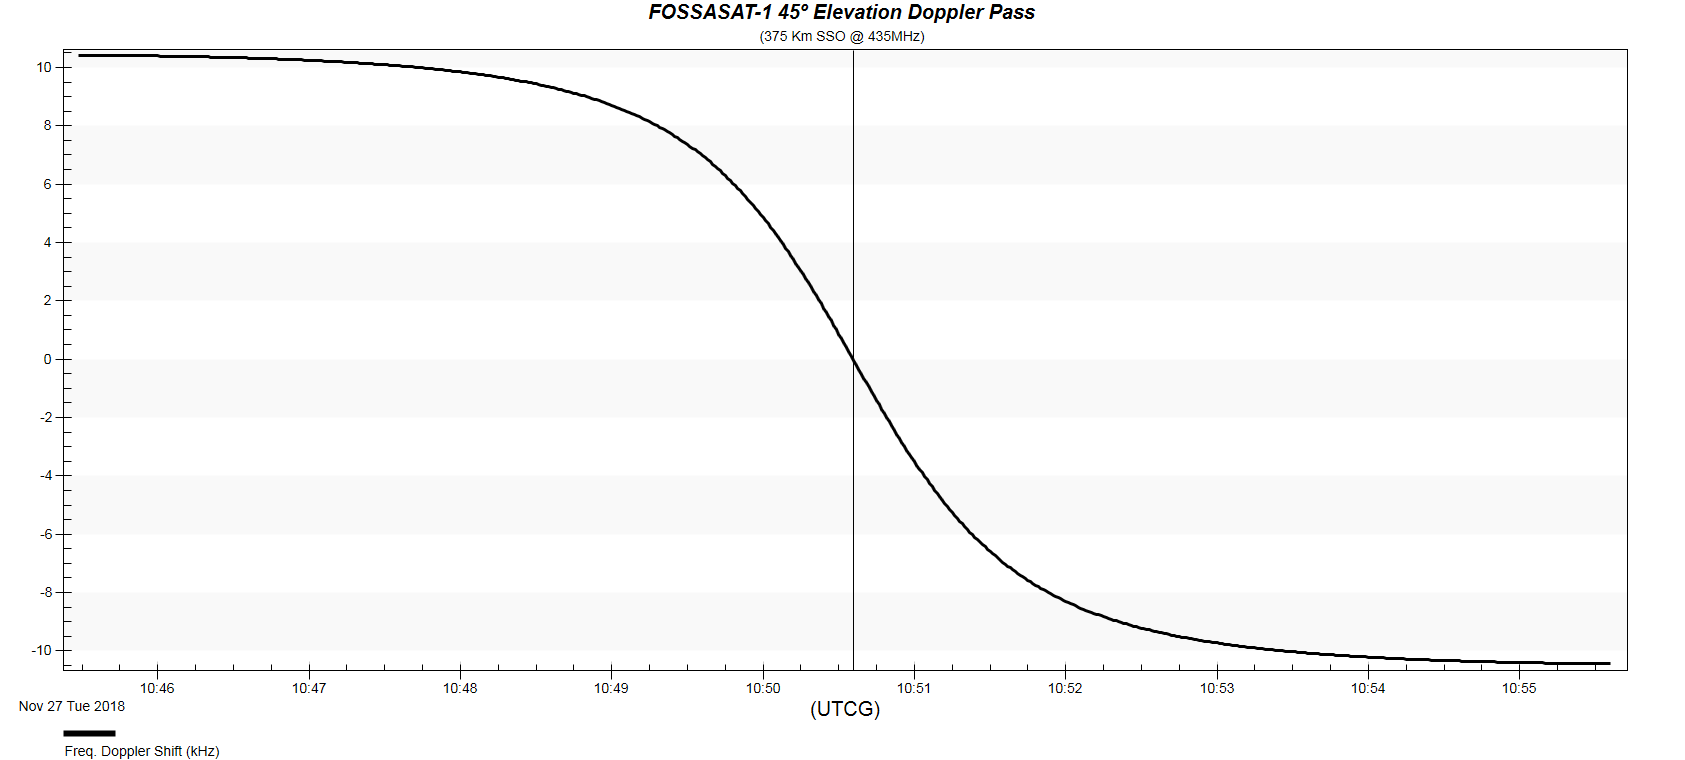 FOSSASAT-1 45º Elevation Doppler Pass
(375 Km SSO @ 435MHz)
10
8
6
4
2
0
-2
-4
-6
-8
-10
10:46 10:47 10:48 10:49 10:50 10:51 10:52 10:53 10:54 10:55
Nov 27 Tue 2018
(UTCG)
Freq. Doppler Shift (kHz)